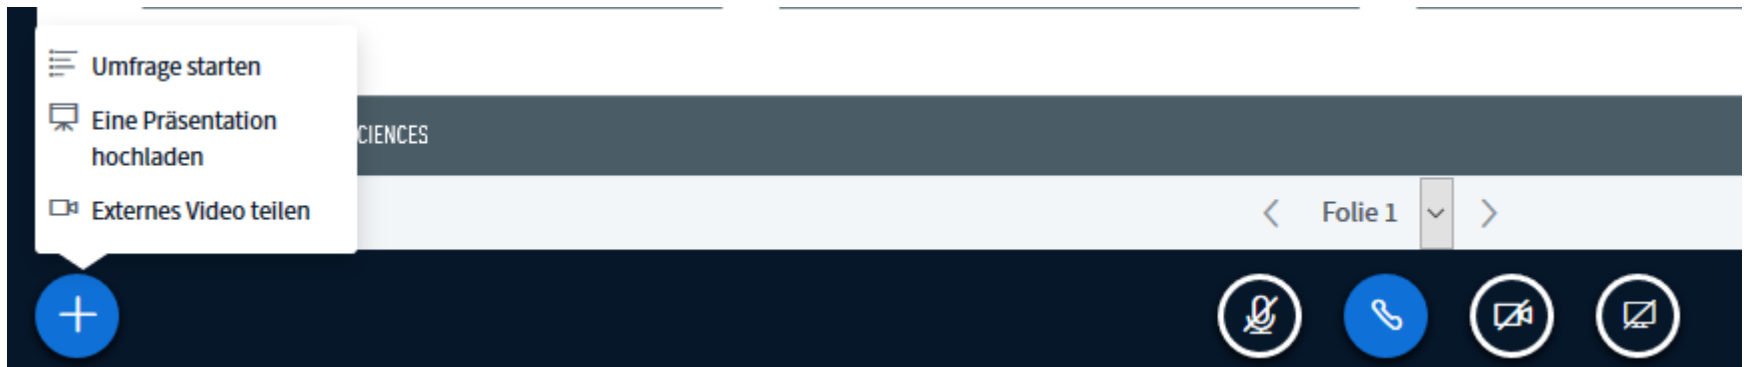 Umfrage starten
Eine Präsentation
hochladen
CIENCES
Externes Video teilen
Folie 1